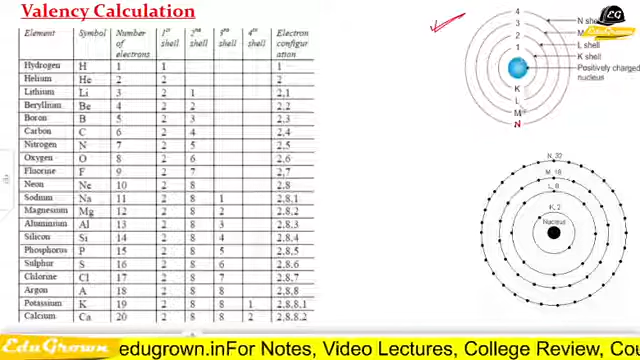 Valency Calculation
Element Symbol Number of electrons 1st shell 2nd shell 3rd shell 4th shell Electron configuration
Hydrogen H 1 1 1
Helium He 2 2 2
Lithium Li 3 2 1 2,1
Beryllium Be 4 2 2 2,2
Boron B 5 2 3 2,3
Carbon C 6 2 4 2,4
Nitrogen N 7 2 5 2,5
Oxygen O 8 2 6 2,6
Fluorine F 9 2 7 2,7
Neon Ne 10 2 8 2,8
Sodium Na 11 2 8 1 2,8,1
Magnesium Mg 12 2 8 2 2,8,2
Aluminium Al 13 2 8 3 2,8,3
Silicon Si 14 2 8 4 2,8,4
Phosphorus P 15 2 8 5 2,8,5
Sulphur S 16 2 8 6 2,8,6
Chlorine Cl 17 2 8 7 2,8,7
Argon A 18 2 8 8 2,8,8
Potassium K 19 2 8 8 1 2,8,8,1
Calcium Ca 20 2 8 8 2 2,8,8,2
4
3
2
1
N shell
M
L shell
K shell
Positively charged
nucleus
K
L
M
N
EG
EDUGROWN
N, 32
M, 18
L, 8
K, 2
Nucleus
EduGrown
edugrown.inFor Notes, Video Lectures, College Review, Cou